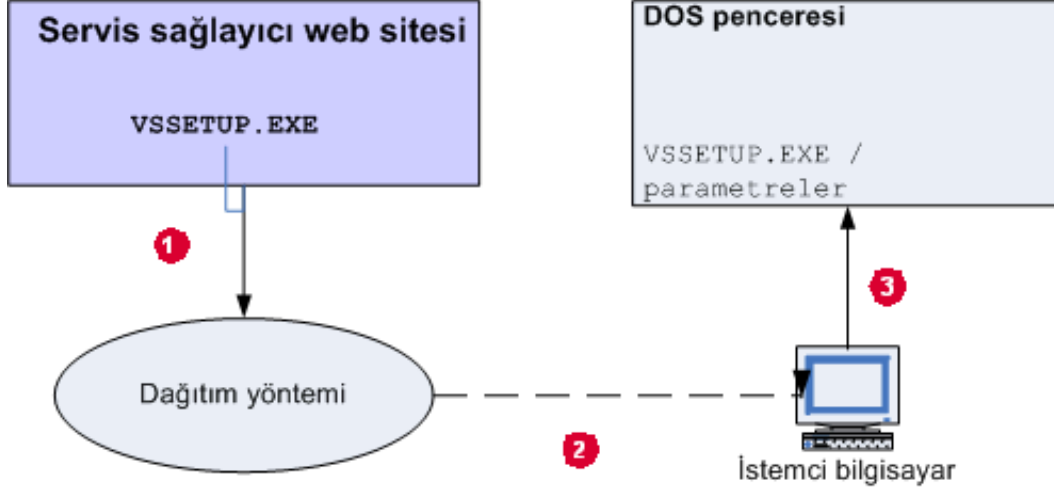 Servis sağlayıcı web sitesi
VSSETUP.EXE
DOS penceresi
VSSETUP.EXE /
parametreler
1
3
Dağıtım yöntemi
2
İstemci bilgisayar